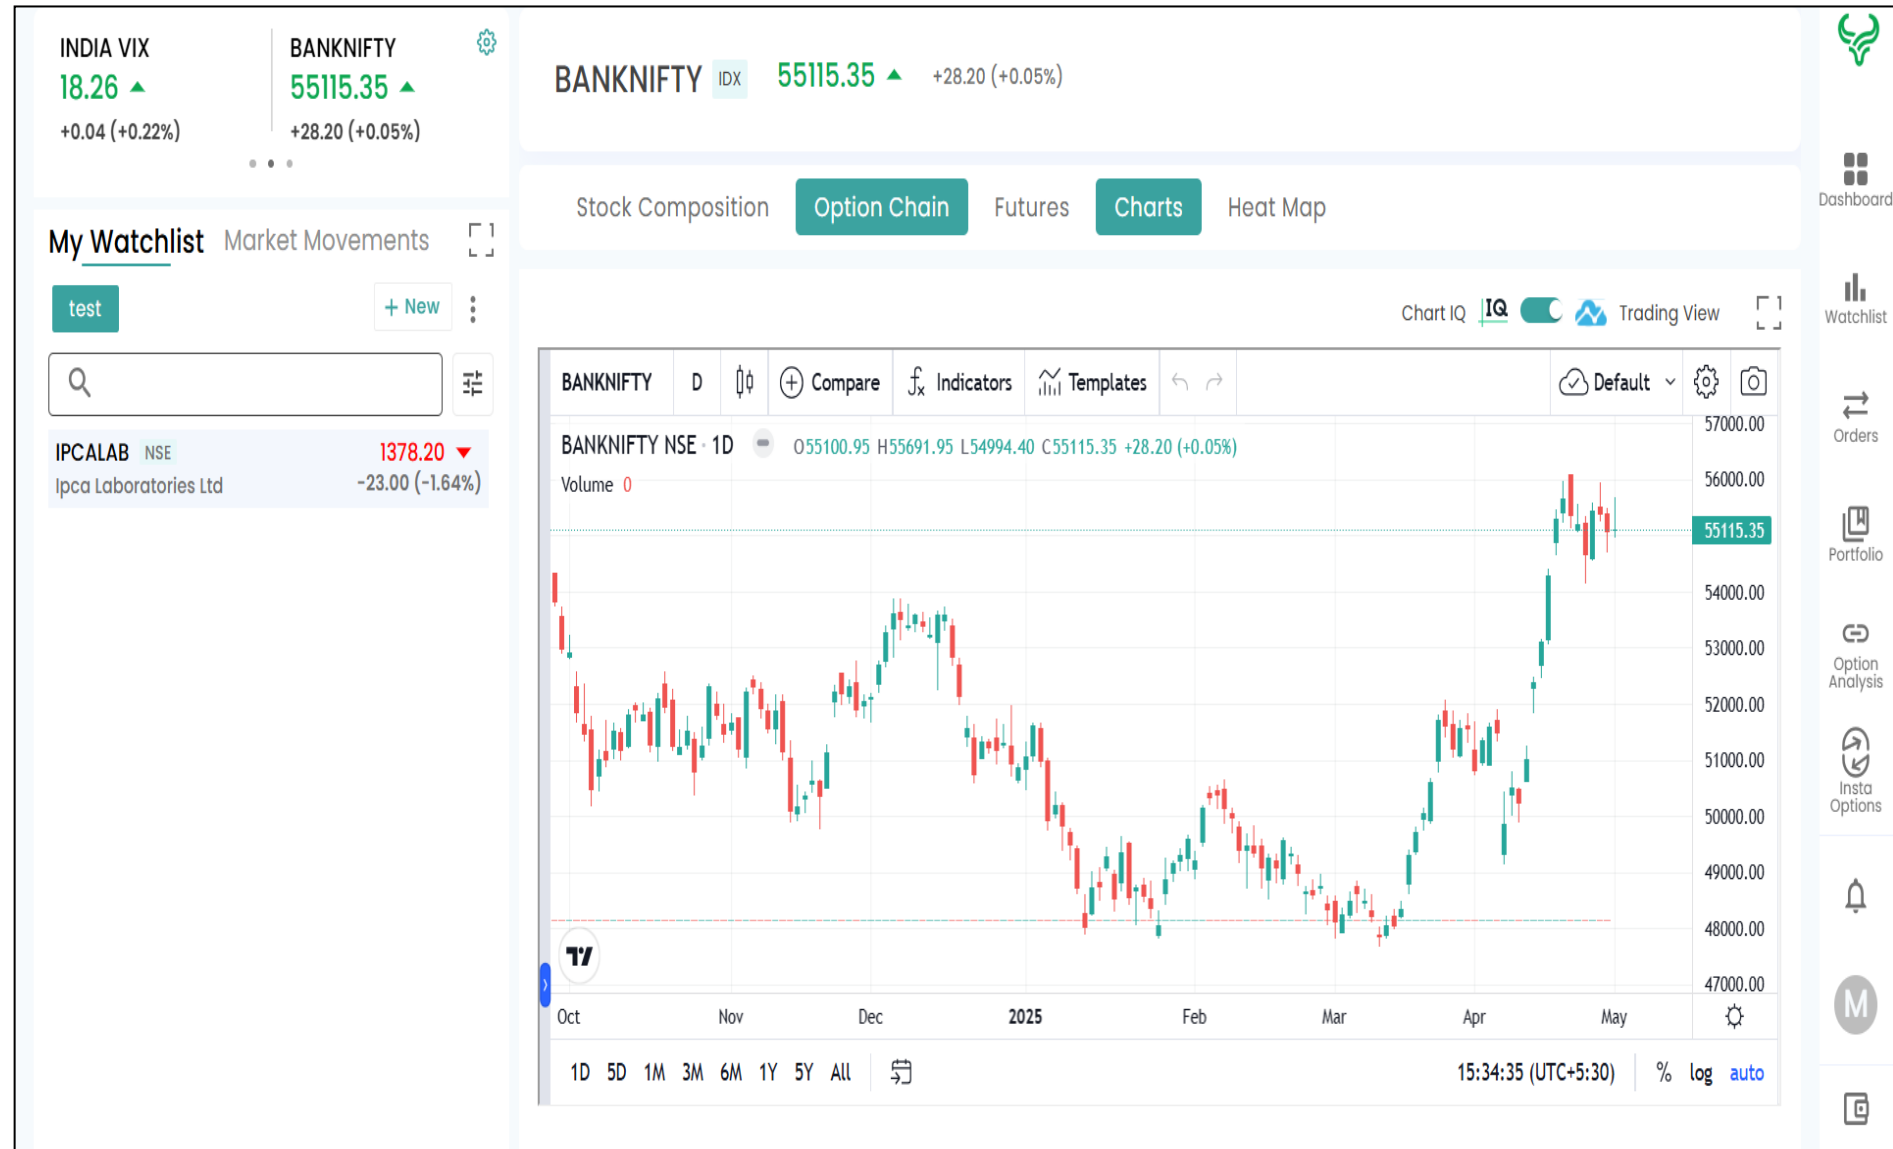 INDIA VIX
18.26
+0.04 (+0.22%)
BANKNIFTY
55115.35
+28.20 (+0.05%)
My Watchlist
Market Movements
test
+ New
IPCALAB NSE
1378.20
Ipca Laboratories Ltd
-23.00 (-1.64%)
BANKNIFTY IDX 55115.35 +28.20 (+0.05%)
Stock Composition
Option Chain
Futures
Charts
Heat Map
Chart IQ
IQ
Trading View
BANKNIFTY
D
Compare
fx Indicators
Templates
Default
BANKNIFTY NSE · 1D O55100.95 H55691.95 L54994.40 C55115.35 +28.20 (+0.05%)
Volume 0
57000.00
56000.00
55115.35
54000.00
53000.00
52000.00
51000.00
50000.00
49000.00
48000.00
47000.00
Oct
Nov
Dec
2025
Feb
Mar
Apr
May
1D 5D 1M 3M 6M 1Y 5Y All
15:34:35 (UTC+5:30)
% log auto
Dashboard
Watchlist
Orders
Portfolio
Option
Analysis
Insta
Options
M